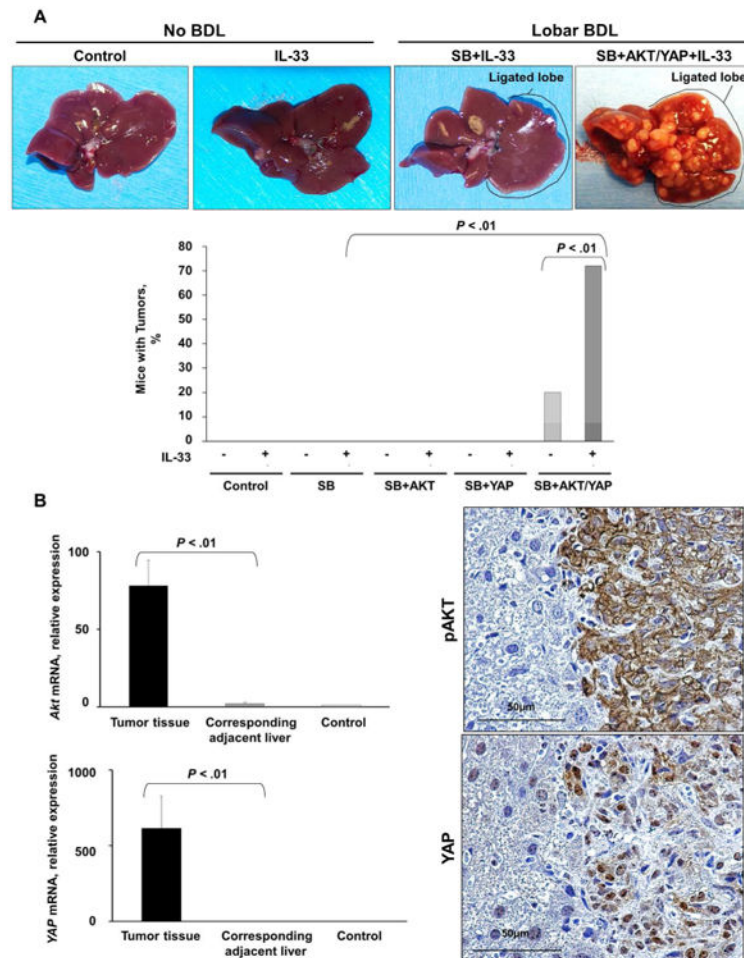 A
No BDL
Lobar BDL
Control
IL-33
SB+IL-33
SB+AKT/YAP+IL-33
Ligated lobe
Ligated lobe
P < .01
P < .01
80
70
60
50
40
30
20
10
0
Mice with Tumors,
%
IL-33
- + - + - + - + - +
Control
SB
SB+AKT
SB+YAP
SB+AKT/YAP
B
P < .01
100
50
0
Akt mRNA, relative expression
Tumor tissue
Corresponding
adjacent liver
Control
pAKT
50µm
P < .01
1000
500
0
YAP mRNA, relative expression
Tumor tissue
Corresponding
adjacent liver
Control
YAP
50µm